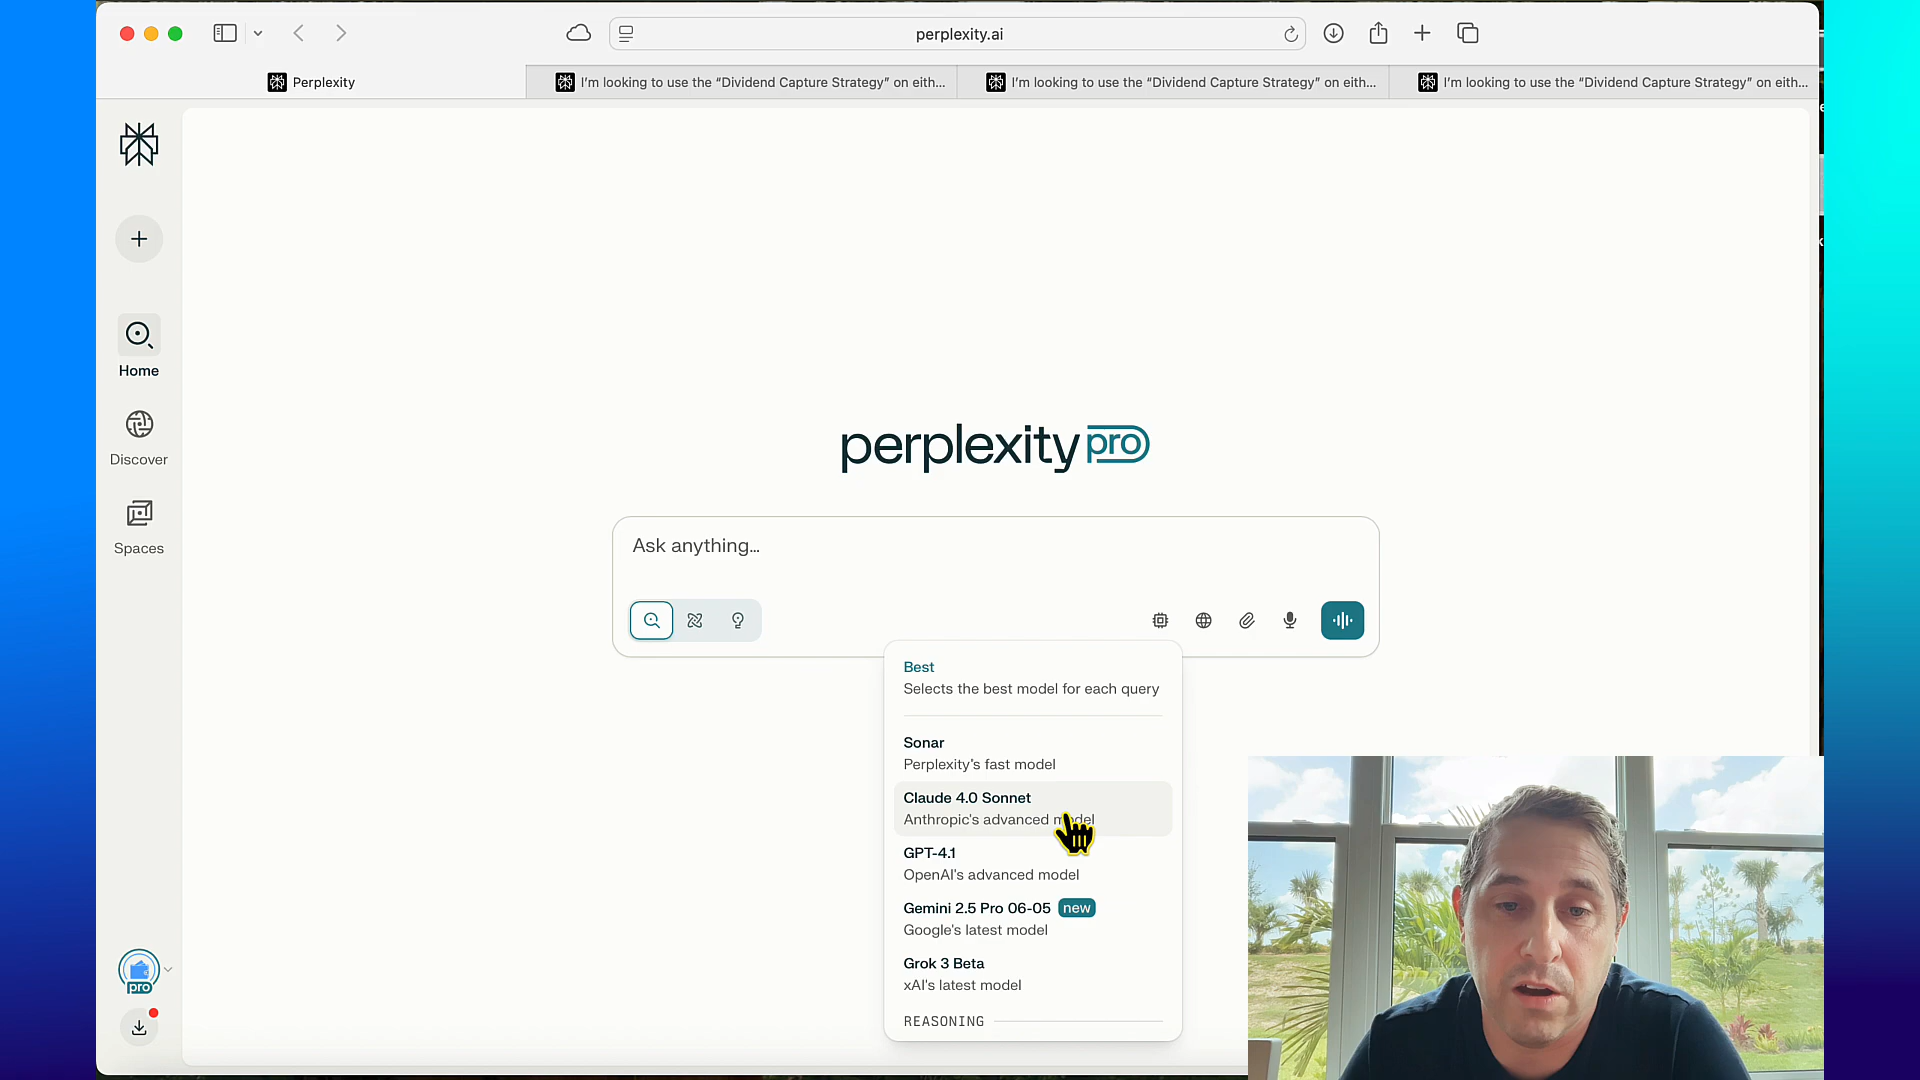 perplexity.ai
Perplexity
I'm looking to use the “Dividend Capture Strategy” on eith...
I'm looking to use the “Dividend Capture Strategy” on eith...
I'm looking to use the “Dividend Capture Strategy” on eith...
Home
Discover
Spaces
perplexity pro
Ask anything...
Best
Selects the best model for each query
Sonar
Perplexity's fast model
Claude 4.0 Sonnet
Anthropic's advanced model
GPT-4.1
OpenAI's advanced model
Gemini 2.5 Pro 06-05 new
Google's latest model
Grok 3 Beta
xAI's latest model
REASONING
pro